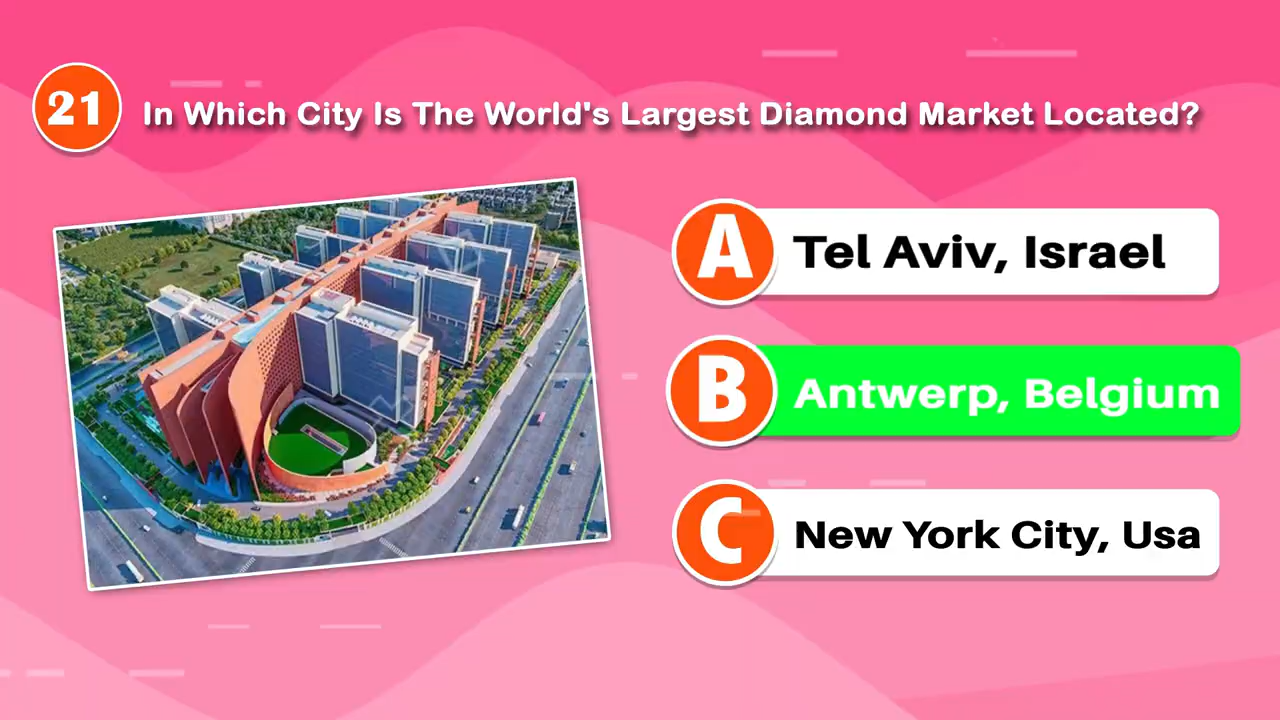 21
In Which City Is The World's Largest Diamond Market Located?
A
Tel Aviv, Israel
B
Antwerp, Belgium
C
New York City, Usa